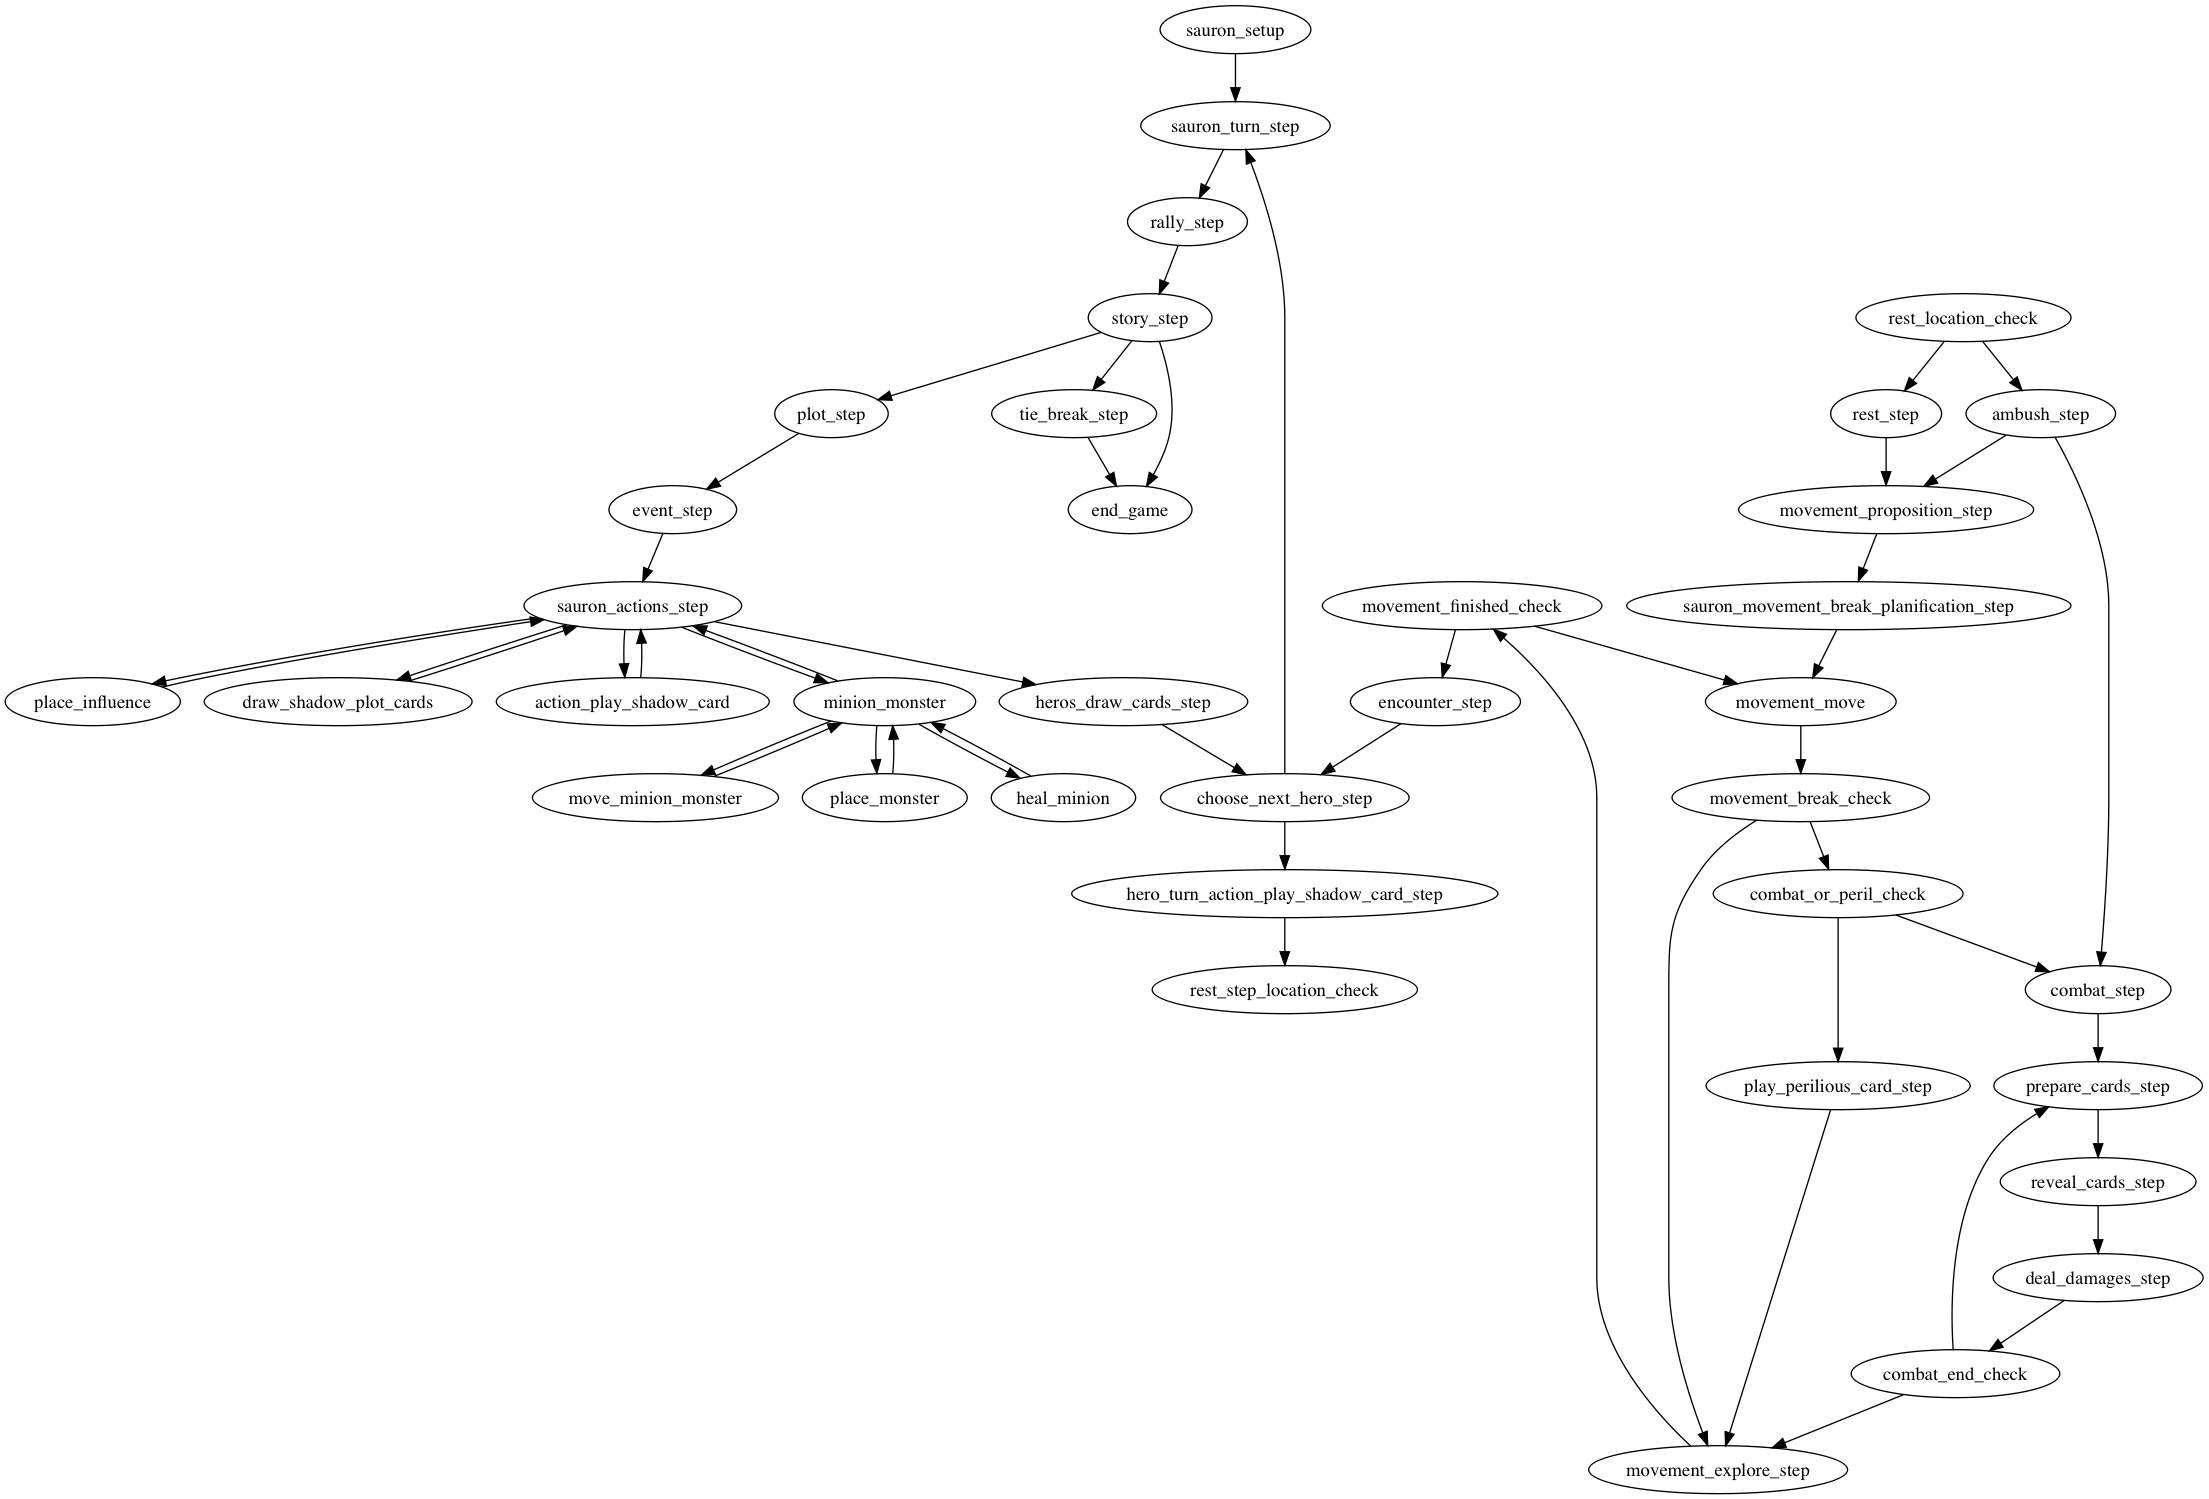 sauron_setup
sauron_turn_step
rally_step
story_step
rest_location_check
plot_step
tie_break_step
rest_step
ambush_step
event_step
end_game
movement_proposition_step
sauron_actions_step
movement_finished_check
sauron_movement_break_planification_step
place_influence
draw_shadow_plot_cards
action_play_shadow_card
minion_monster
heros_draw_cards_step
encounter_step
movement_move
move_minion_monster
place_monster
heal_minion
choose_next_hero_step
movement_break_check
hero_turn_action_play_shadow_card_step
combat_or_peril_check
rest_step_location_check
combat_step
play_perilious_card_step
prepare_cards_step
reveal_cards_step
deal_damages_step
combat_end_check
movement_explore_step